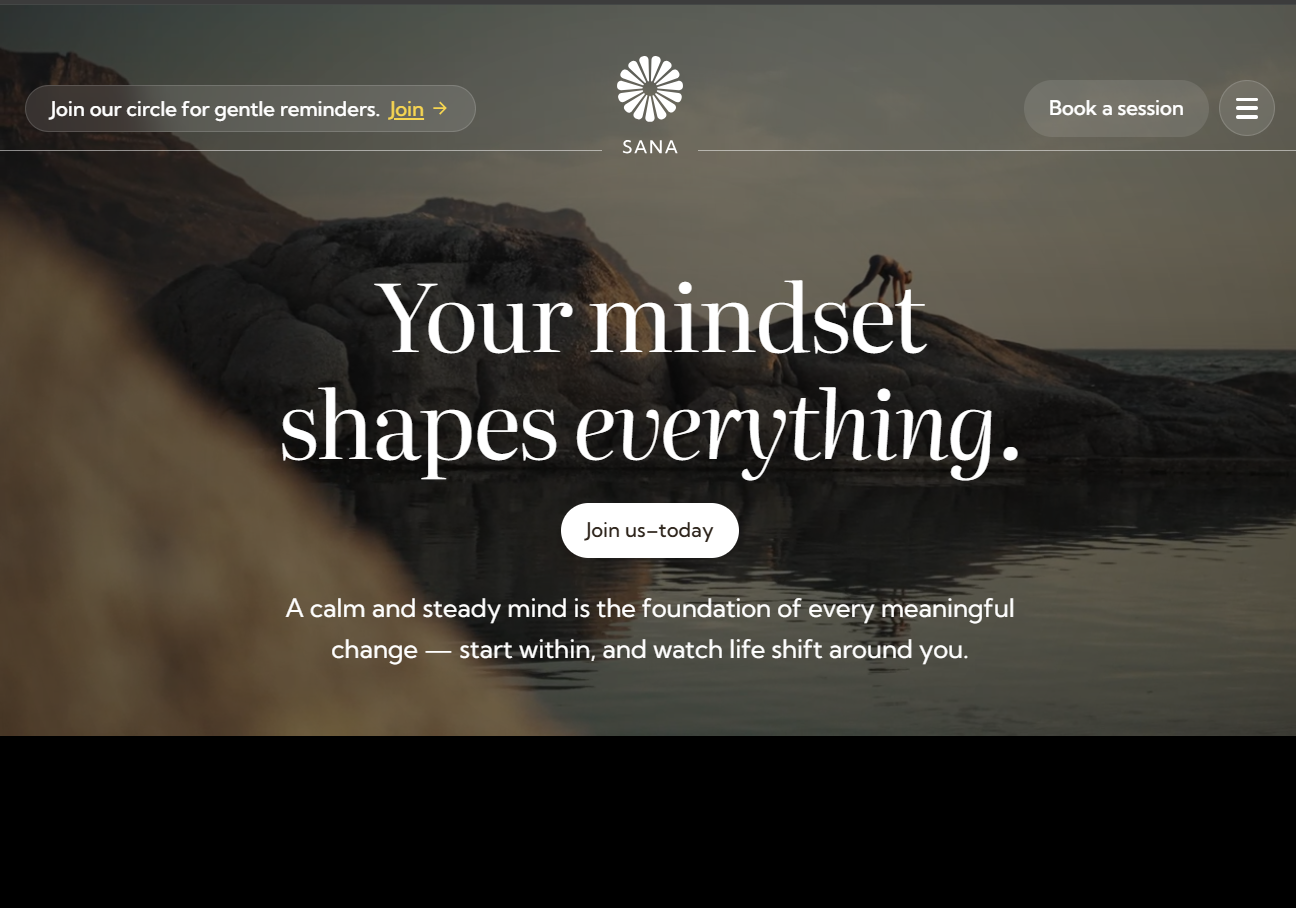 Join our circle for gentle reminders. Join →
SANA
Book a session
Your mindset
shapes everything.
Join us–today
A calm and steady mind is the foundation of every meaningful
change — start within, and watch life shift around you.